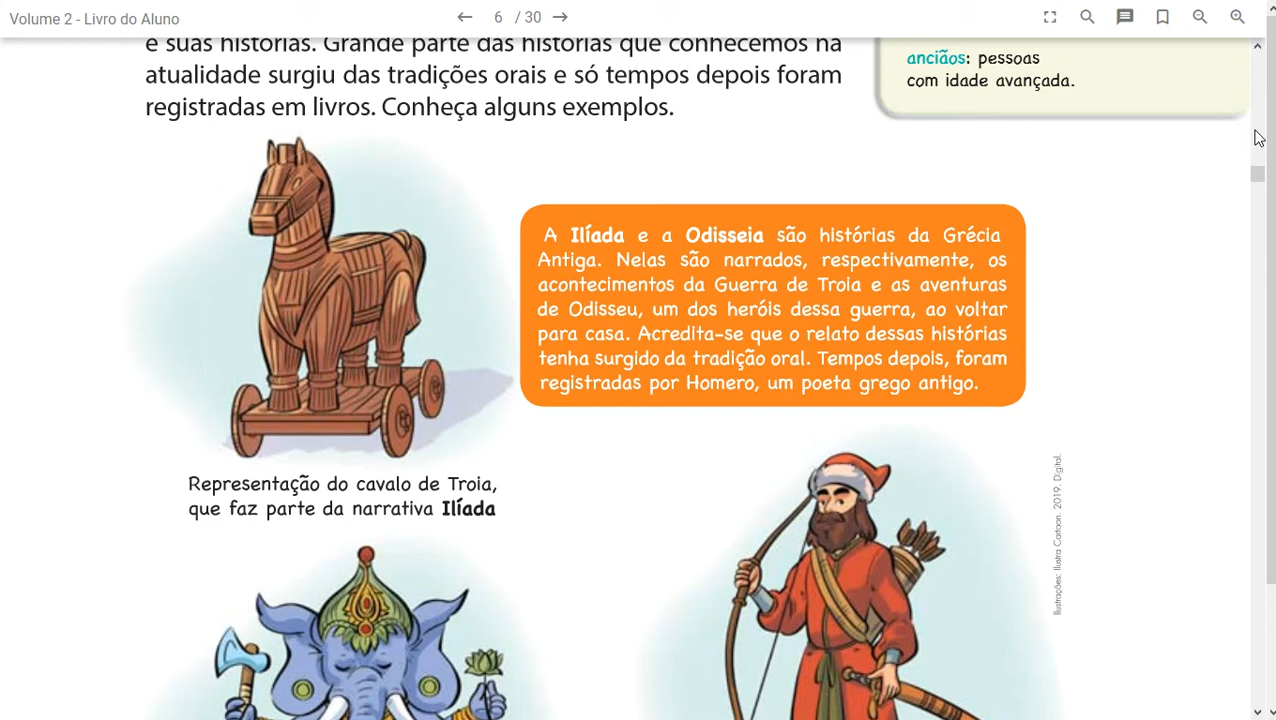 Volume 2 - Livro do Aluno
6 / 30
e suas histórias. Grande parte das histórias que conhecemos na
atualidade surgiu das tradições orais e só tempos depois foram
registradas em livros. Conheça alguns exemplos.
anciãos: pessoas
com idade avançada.
A Ilíada e a Odisseia são histórias da Grécia
Antiga. Nelas são narrados, respectivamente, os
acontecimentos da Guerra de Troia e as aventuras
de Odisseu, um dos heróis dessa guerra, ao voltar
para casa. Acredita-se que o relato dessas histórias
tenha surgido da tradição oral. Tempos depois, foram
registradas por Homero, um poeta grego antigo.
Representação do cavalo de Troia,
que faz parte da narrativa Ilíada
Ilustrações: Ilustra Cartoon. 2019. Digital.